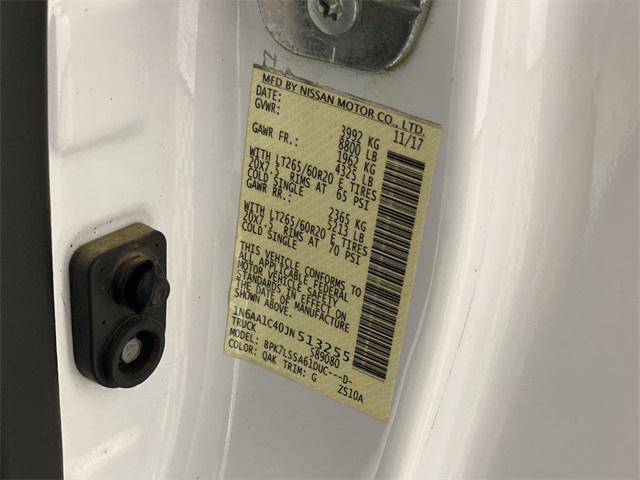 MFD BY NISSAN MOTOR CO., LTD.
DATE: 11/17
GVWR: 3992 KG
8800 LB
GAWR FR.: 1962 KG
4325 LB
WITH LT265/60R20 E TIRES
20X7.5 RIMS AT 65 PSI
COLD SINGLE
GAWR RR.: 2365 KG
5213 LB
WITH LT265/60R20 E TIRES
20X7.5 RIMS AT 70 PSI
COLD SINGLE
THIS VEHICLE CONFORMS TO
ALL APPLICABLE FEDERAL
MOTOR VEHICLE SAFETY
STANDARDS IN EFFECT ON
THE DATE OF MANUFACTURE
1N6AA1C40JN513255
TRUCK 589080
MODEL: BPK7LSSA61DUC---D-
COLOR: QAK TRIM: G ZS10A